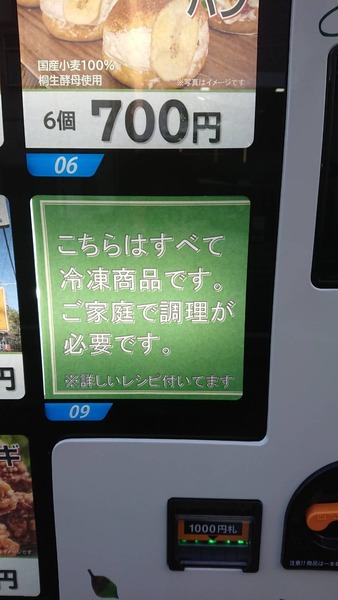 パン
国産小麦100%
桐生酵母使用
※写真はイメージです
6個 700円
06
こちらはすべて
冷凍商品です。
ご家庭で調理が
必要です。
※詳しいレシピ付いてます
円
09
1000円札
ギ
円